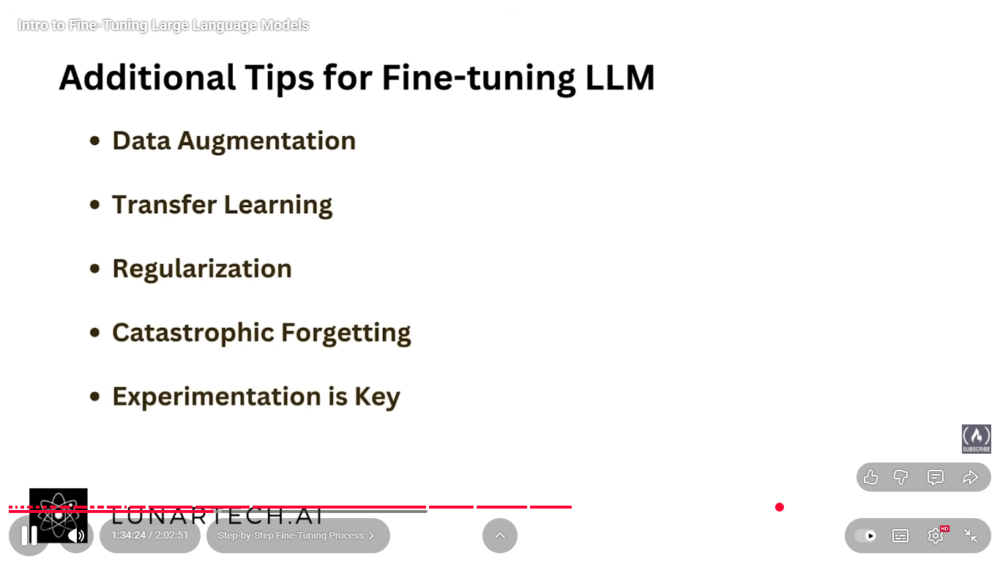 Intro to Fine-Tuning Large Language Models
Additional Tips for Fine-tuning LLM
• Data Augmentation
• Transfer Learning
• Regularization
• Catastrophic Forgetting
• Experimentation is Key
SUBSCRIBE
LUNARTECH.AI
1:34:24 / 2:02:51
Step-by-Step Fine-Tuning Process
HD